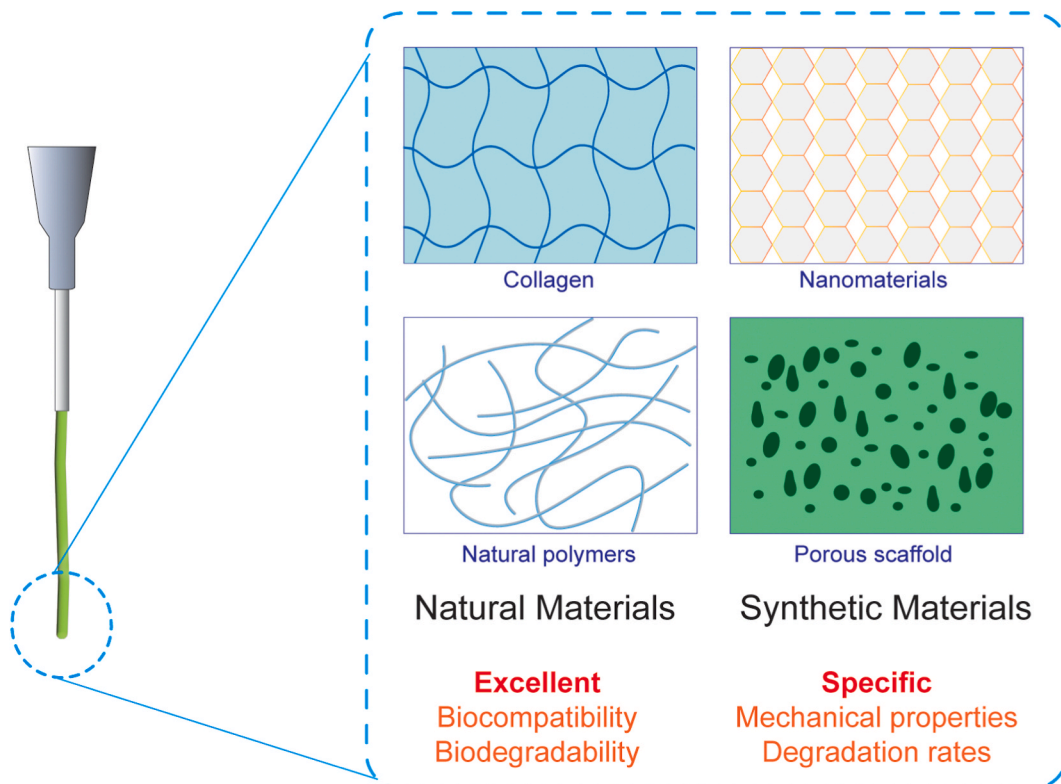 Collagen
Nanomaterials
Natural polymers
Porous scaffold
Natural Materials
Synthetic Materials
Excellent
Biocompatibility
Biodegradability
Specific
Mechanical properties
Degradation rates